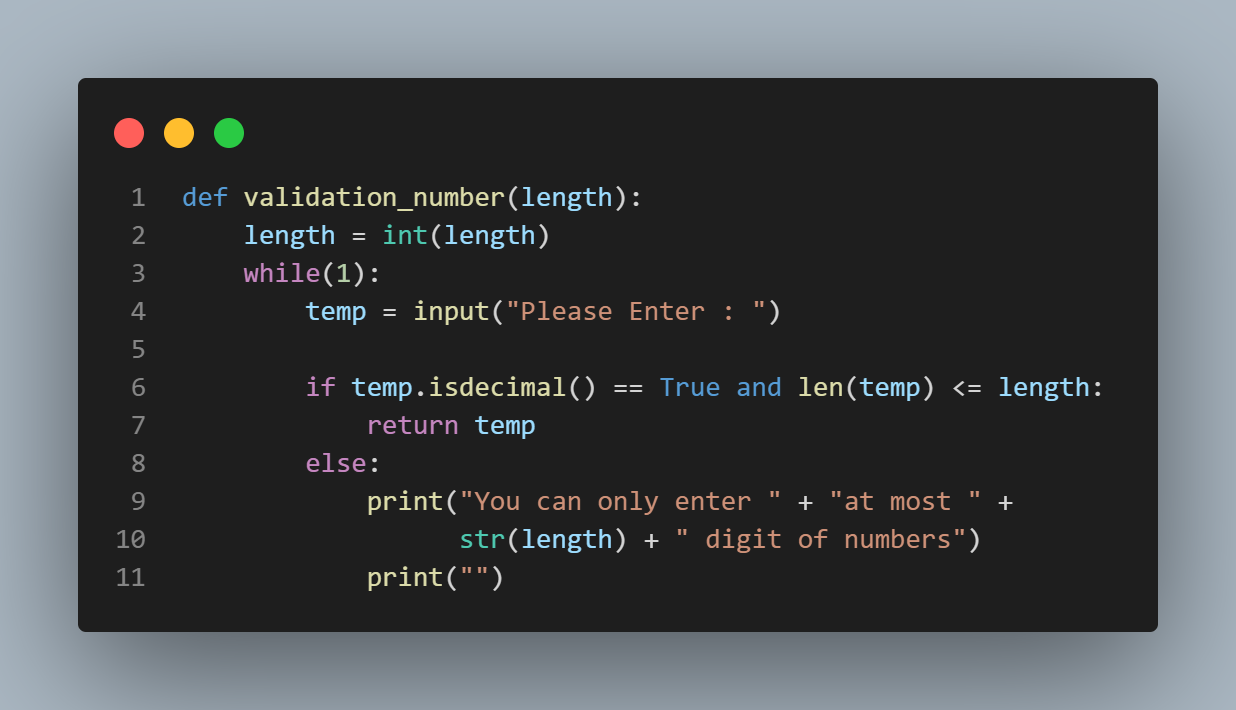 1 def validation_number(length):
2     length = int(length)
3     while(1):
4         temp = input("Please Enter : ")
5
6         if temp.isdecimal() == True and len(temp) <= length:
7             return temp
8         else:
9             print("You can only enter " + "at most " +
10                   str(length) + " digit of numbers")
11             print("")